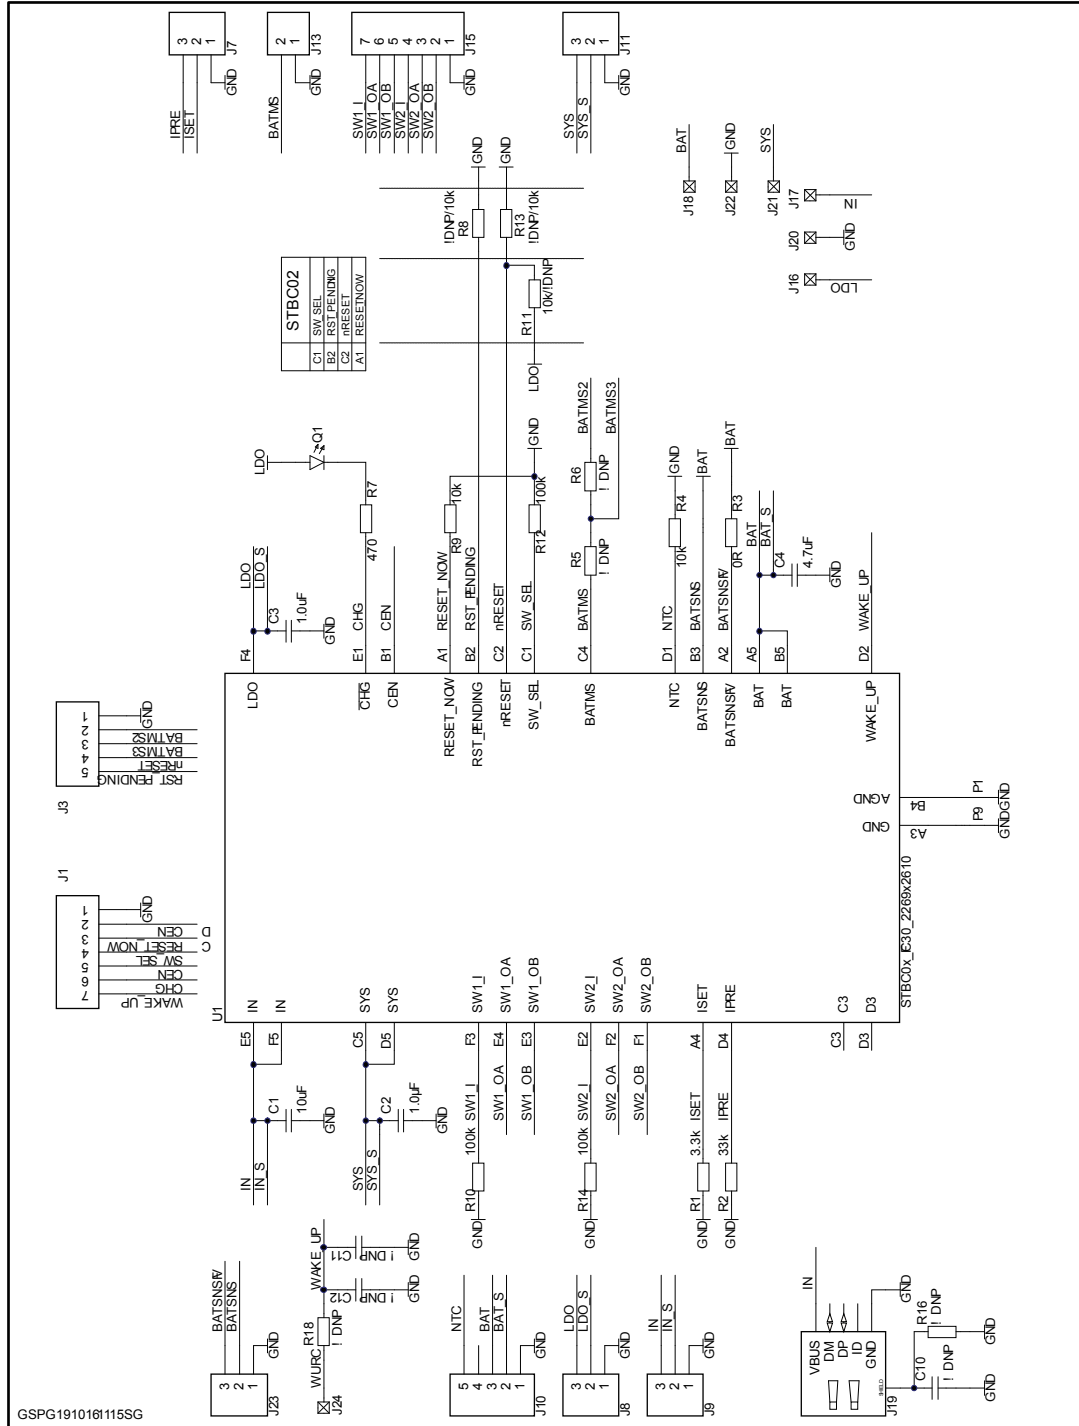 3
2
1
J7
GND
IPRE
ISET
2
1
J13
GND
BATMS
7
6
5
4
3
2
1
J15
GND
SW1_I
SW1_OA
SW1_OB
SW2_I
SW2_OA
SW2_OB
3
2
1
J11
GND
SYS
SYS_S
STBC02
C1 SW_SEL
B2 RST_PENDING
C2 nRESET
A1 RESETNOW
!DNP/10k
R8
GND
R13
!DNP/10k
GND
R11
10k/!DNP
LDO
J18
BAT
J22
GND
J21
SYS
J17
IN
J20
GND
J16
LDO
LDO
Q1
R7
470
LDO
LDO_S
C3
1.0uF
GND
10k
R9
100k
R12
GND
R6
! DNP
BATMS2
BATMS3
R5
! DNP
GND
R4
10k
BAT
BAT
R3
0R
BAT
BAT_S
C4
4.7uF
GND
F4
E1 CHG
B1 CEN
A1 RESET_NOW
B2 RST_PENDING
C2 nRESET
C1 SW_SEL
C4 BATMS
D1 NTC
B3 BATSNS
A2 BATSNSFV
A5
B5
D2 WAKE_UP
LDO
CHG
CEN
RESET_NOW
RST_PENDING
nRESET
SW_SEL
BATMS
NTC
BATSNS
BATSNSFV
BAT
BAT
WAKE_UP
J3
1
2
3
4
5
GND
BATMS2
BATMS3
nRESET
RST_PENDING
J1
1
2
3
4
5
6
7
GND
CEN
D
RESET_NOW
C
SW_SEL
CEN
CHG
WAKE_UP
U1
AGND
B4
P1
GND
GND
A3
P9
GND
STBC0x_E30_2269x2610
IN
IN
SYS
SYS
SW1_I
SW1_OA
SW1_OB
SW2_I
SW2_OA
SW2_OB
ISET
IPRE
C3
D3
E5
F5
C5
D5
F3
E4
E3
E2
F2
F1
A4
D4
C3
D3
C1
10uF
GND
IN
IN_S
C2
1.0µF
GND
SYS
SYS_S
100k
SW1_I
SW1_OA
SW1_OB
R10
GND
100k
SW2_I
SW2_OA
SW2_OB
R14
GND
3.3k
ISET
R1
GND
33k
IPRE
R2
GND
WAKE_UP
C11
! DNP
GND
C12
! DNP
GND
R18
! DNP
WURC
J24
BATSNSFV
BATSNS
3
2
1
J23
GND
NTC
BAT
BAT_S
5
4
3
2
1
J10
GND
LDO
LDO_S
3
2
1
J8
GND
IN
IN_S
3
2
1
J9
GND
IN
VBUS
DM
DP
ID
GND
SHIELD
J19
GND
R16
! DNP
GND
C10
! DNP
GND
GSPG1910161115SG